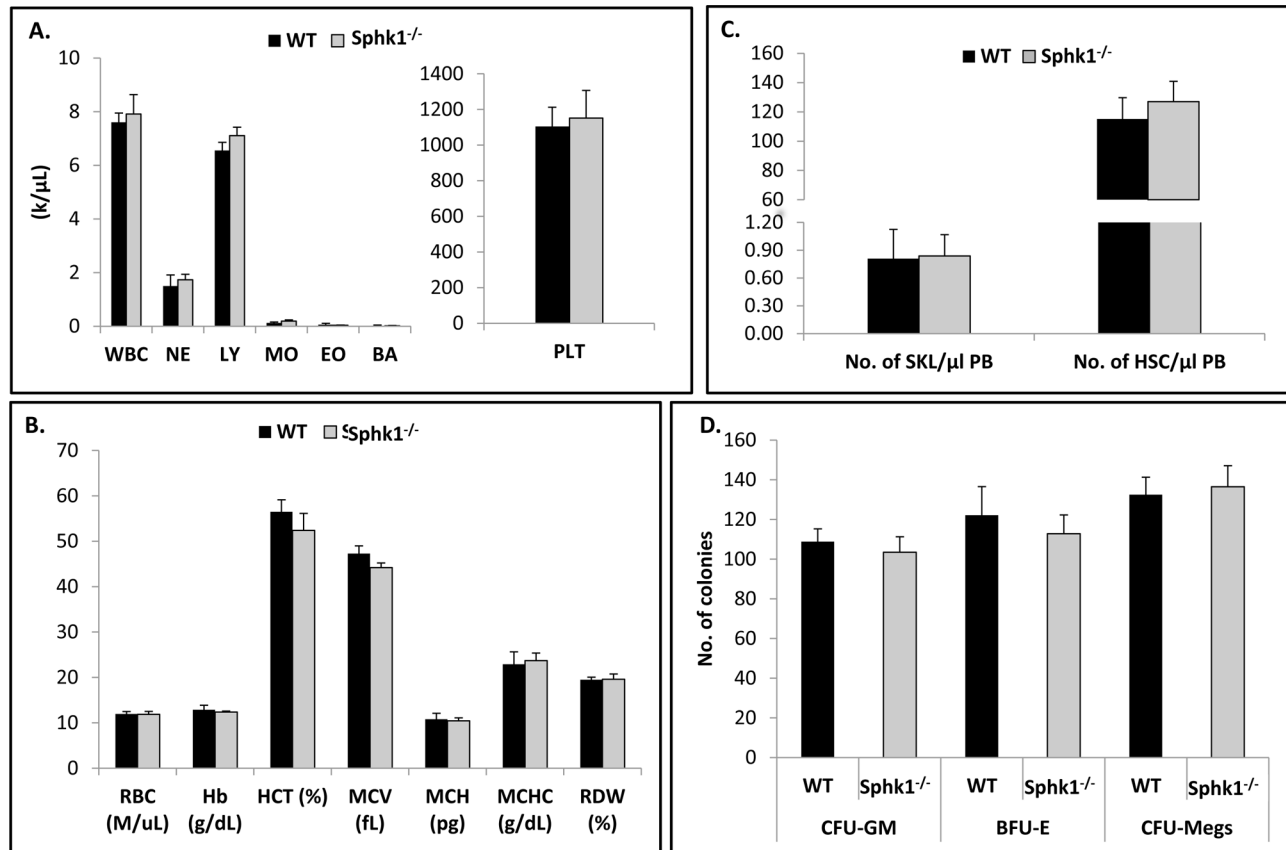 A.
WT Sphk1-/-
(k/µL)
10
8
6
4
2
0
WBC NE LY MO EO BA
1400
1200
1000
800
600
400
200
0
PLT
C.
WT Sphk1-/-
160
140
120
100
80
60
1.20
0.90
0.60
0.30
0.00
No. of SKL/µl PB No. of HSC/µl PB
B.
WT Sphk1-/-
70
60
50
40
30
20
10
0
RBC Hb HCT (%) MCV MCH MCHC RDW
(M/uL) (g/dL) (fL) (pg) (g/dL) (%)
D.
No. of colonies
160
140
120
100
80
60
40
20
0
WT Sphk1-/- WT Sphk1-/- WT Sphk1-/-
CFU-GM BFU-E CFU-Megs